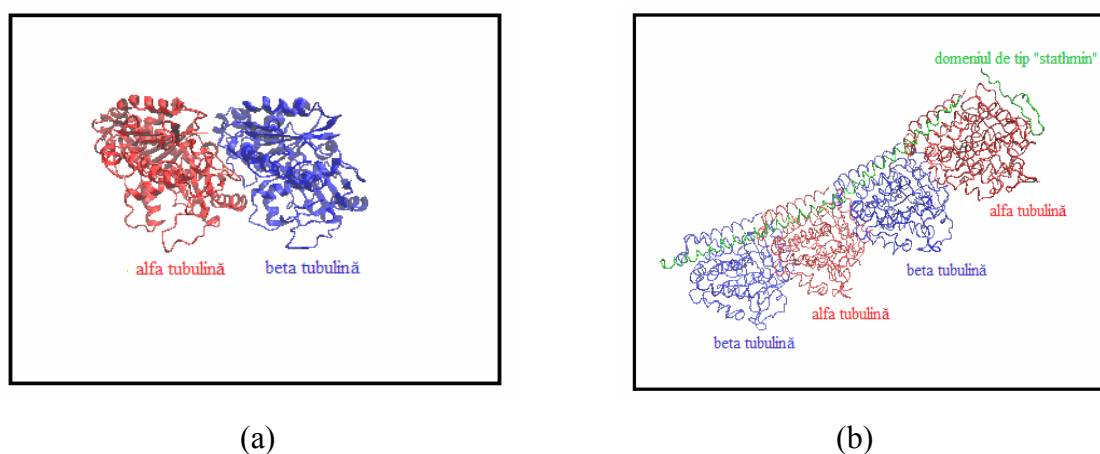 alfa tubulină
beta tubulină
(a)
domeniul de tip "stathmin"
alfa tubulină
beta tubulină
alfa tubulină
beta tubulină
(b)